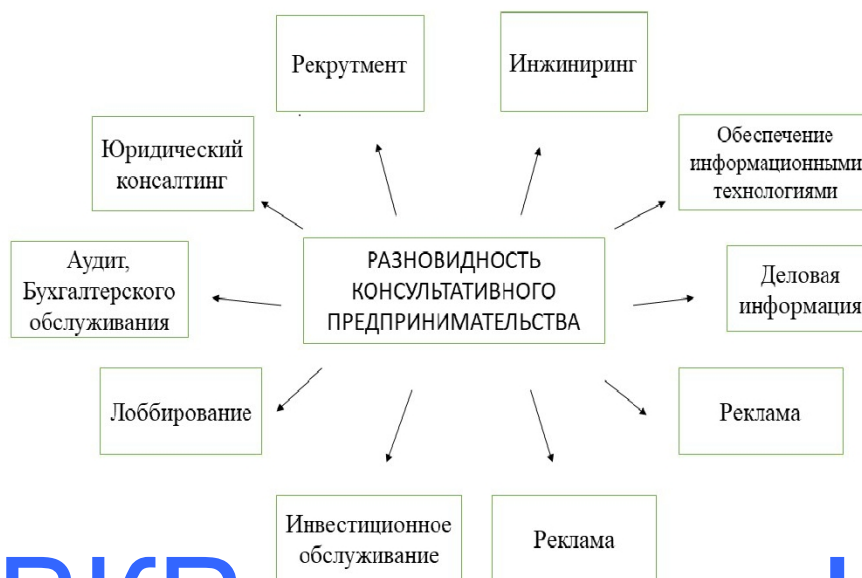 Рекрутмент
Инжиниринг
Юридический
консалтинг
Обеспечение
информационными
технологиями
Аудит,
Бухгалтерского
обслуживания
РАЗНОВИДНОСТЬ
КОНСУЛЬТАТИВНОГО
ПРЕДПРИНИМАТЕЛЬСТВА
Деловая
информация
Лоббирование
Реклама
Инвестиционное
обслуживание
Реклама